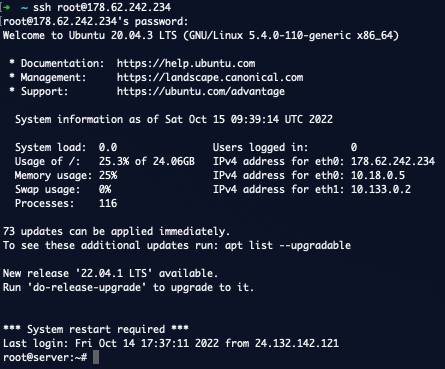 ➜ ~ ssh root@178.62.242.234
root@178.62.242.234's password:
Welcome to Ubuntu 20.04.3 LTS (GNU/Linux 5.4.0-110-generic x86_64)
* Documentation: https://help.ubuntu.com
* Management: https://landscape.canonical.com
* Support: https://ubuntu.com/advantage
System information as of Sat Oct 15 09:39:14 UTC 2022
System load: 0.0 Users logged in: 0
Usage of /: 25.3% of 24.06GB IPv4 address for eth0: 178.62.242.234
Memory usage: 25% IPv4 address for eth0: 10.18.0.5
Swap usage: 0% IPv4 address for eth1: 10.133.0.2
Processes: 116
73 updates can be applied immediately.
To see these additional updates run: apt list --upgradable
New release '22.04.1 LTS' available.
Run 'do-release-upgrade' to upgrade to it.
*** System restart required ***
Last login: Fri Oct 14 17:37:11 2022 from 24.132.142.121
root@server:~#